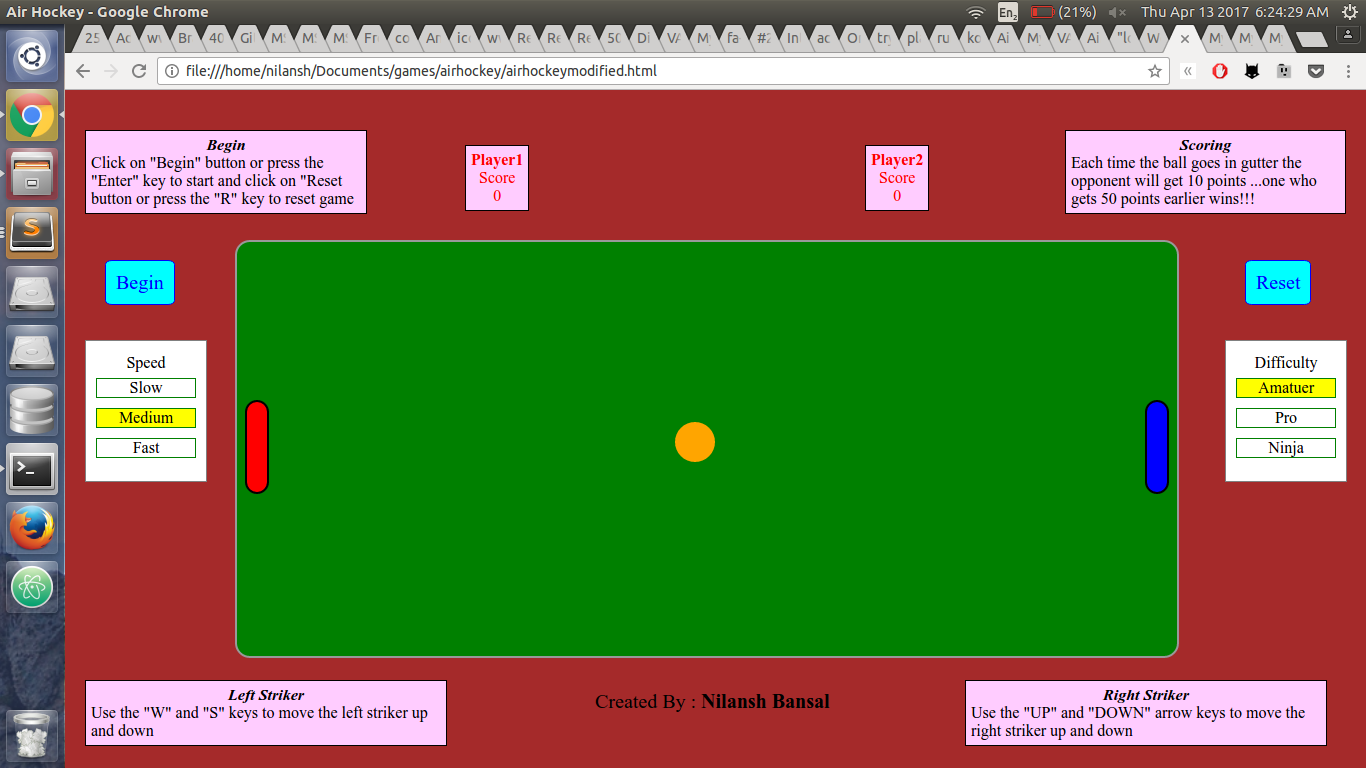 Air Hockey - Google Chrome
En2
(21%)
Thu Apr 13 2017 6:24:29 AM
file:///home/nilansh/Documents/games/airhockey/airhockeymodified.html
Begin
Click on "Begin" button or press the
"Enter" key to start and click on "Reset
button or press the "R" key to reset game
Player1
Score
0
Player2
Score
0
Scoring
Each time the ball goes in gutter the
opponent will get 10 points ...one who
gets 50 points earlier wins!!!
Begin
Reset
Speed
Slow
Medium
Fast
Difficulty
Amatuer
Pro
Ninja
Left Striker
Use the "W" and "S" keys to move the left striker up
and down
Created By : Nilansh Bansal
Right Striker
Use the "UP" and "DOWN" arrow keys to move the
right striker up and down